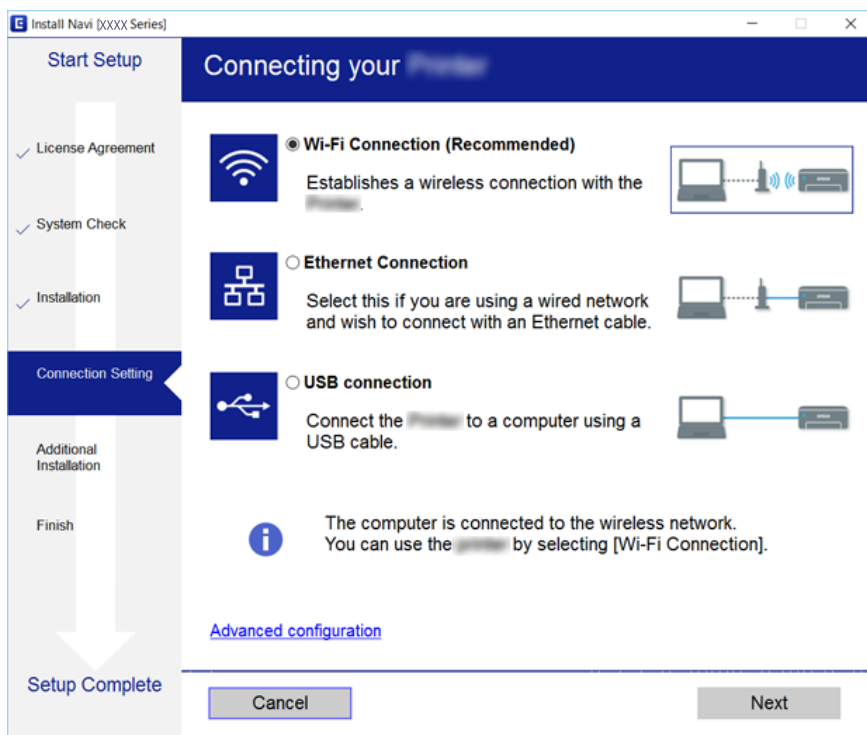 E Install Navi [XXXX Series]
Start Setup
License Agreement
System Check
Installation
Connection Setting
Additional
Installation
Finish
Setup Complete
Connecting your
Wi-Fi Connection (Recommended)
Establishes a wireless connection with the
.
EPSON
Ethernet Connection
Select this if you are using a wired network
and wish to connect with an Ethernet cable.
EPSON
USB connection
Connect the to a computer using a
USB cable.
EPSON
The computer is connected to the wireless network.
You can use the by selecting [Wi-Fi Connection].
Advanced configuration
Cancel
Next